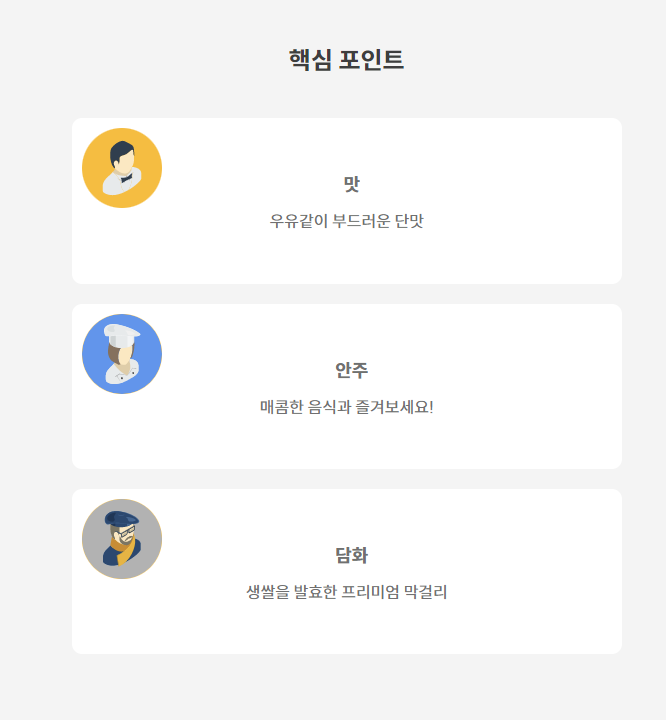 핵심 포인트
맛
우유같이 부드러운 단맛
안주
매콤한 음식과 즐겨보세요!
담화
생쌀을 발효한 프리미엄 막걸리